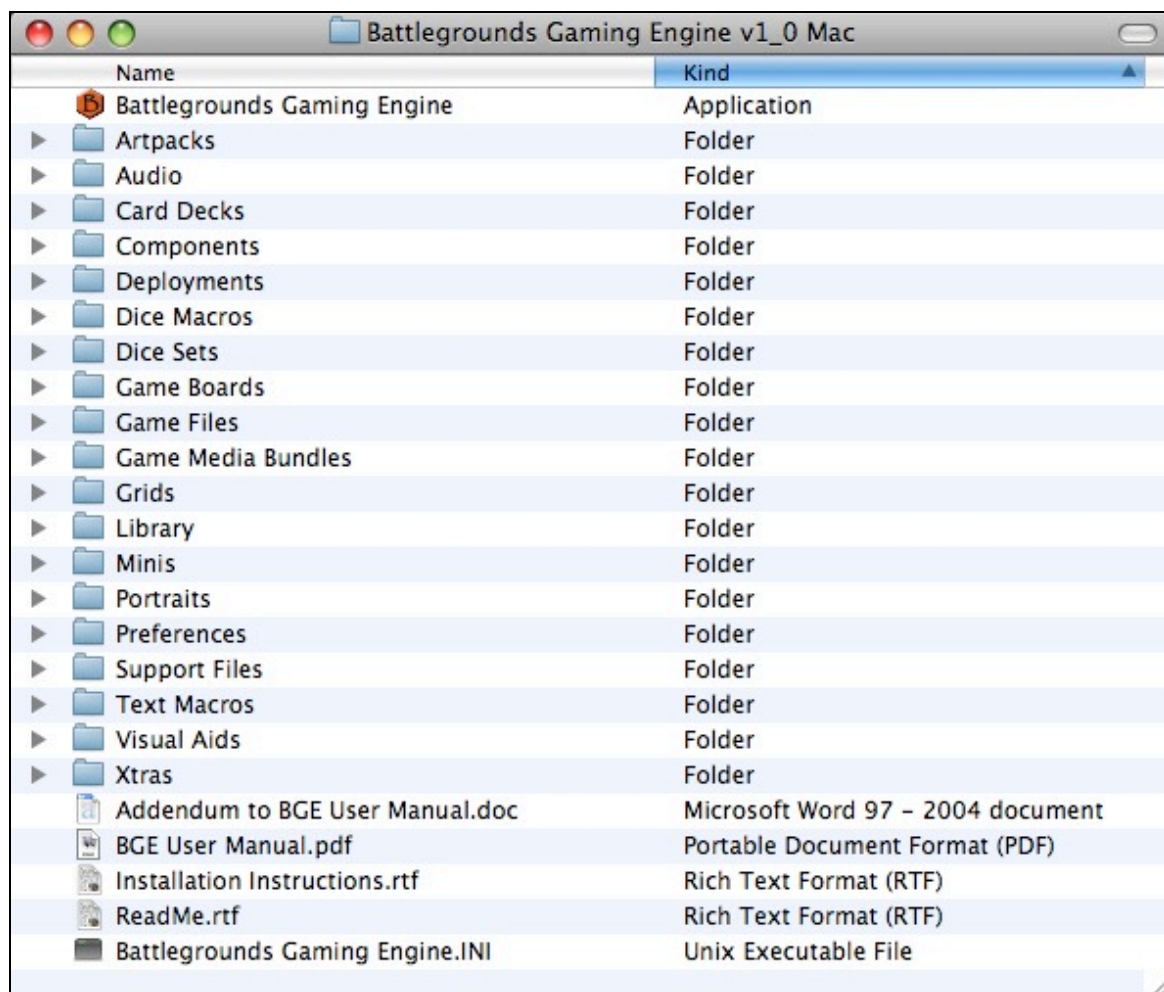 Battlegrounds Gaming Engine v1_0 Mac
Name Kind
Battlegrounds Gaming Engine Application
Artpacks Folder
Audio Folder
Card Decks Folder
Components Folder
Deployments Folder
Dice Macros Folder
Dice Sets Folder
Game Boards Folder
Game Files Folder
Game Media Bundles Folder
Grids Folder
Library Folder
Minis Folder
Portraits Folder
Preferences Folder
Support Files Folder
Text Macros Folder
Visual Aids Folder
Xtras Folder
Addendum to BGE User Manual.doc Microsoft Word 97 – 2004 document
BGE User Manual.pdf Portable Document Format (PDF)
Installation Instructions.rtf Rich Text Format (RTF)
ReadMe.rtf Rich Text Format (RTF)
Battlegrounds Gaming Engine.INI Unix Executable File